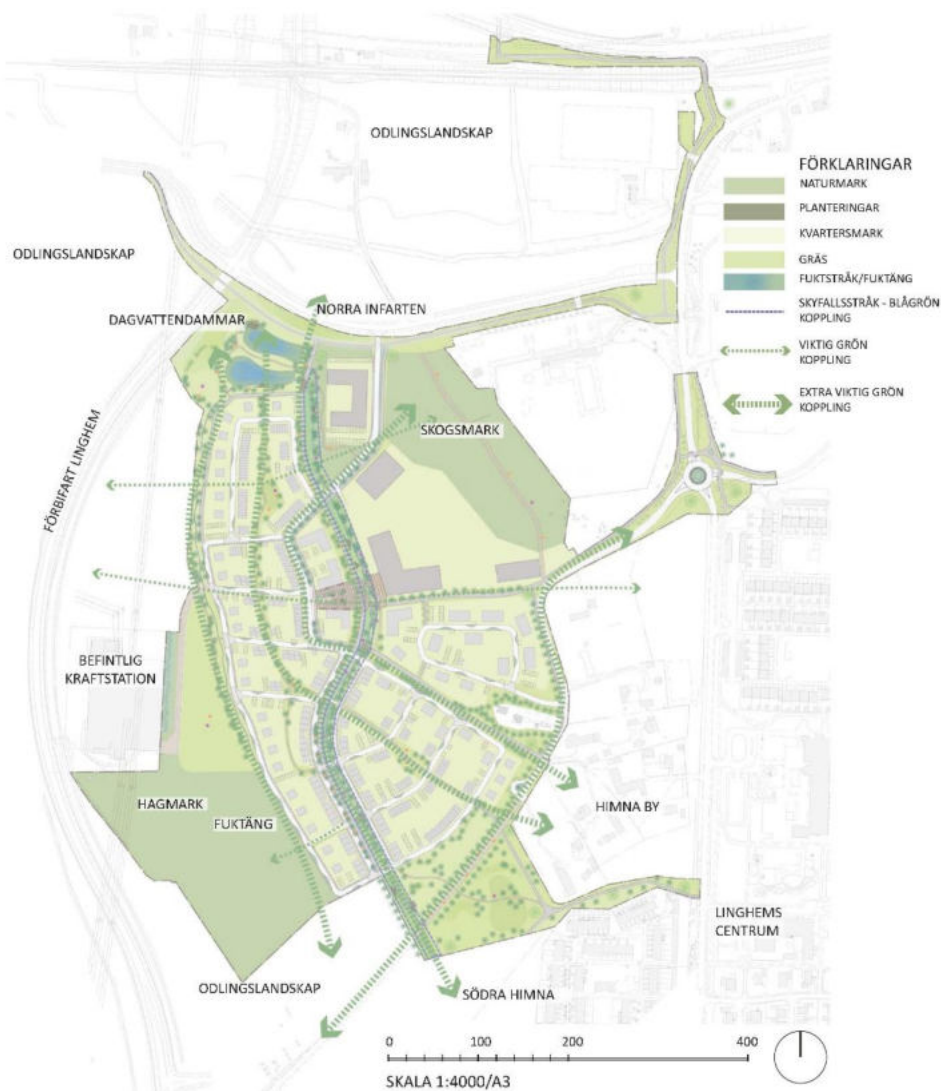 ODLINGSLANDSKAP
FÖRKLARINGAR
NATURMARK
PLANTERINGAR
KVARTERSMARK
GRÄS
FUKTSTRÅK/FUKTÄNG
SKYFALLSSTRÅK - BLÅGRÖN
KOPPLING
VIKTIG GRÖN
KOPPLING
EXTRA VIKTIG GRÖN
KOPPLING
ODLINGSLANDSKAP
NORRA INFARTEN
DAGVATTENDAMMAR
SKOGSMARK
FÖRBIFART LINGHEM
BEFINTLIG
KRAFTSTATION
HAGMARK
FUKTÄNG
HIMNA BY
LINGHEMS
CENTRUM
ODLINGSLANDSKAP
SÖDRA HIMNA
0 100 200 400
SKALA 1:4000/A3